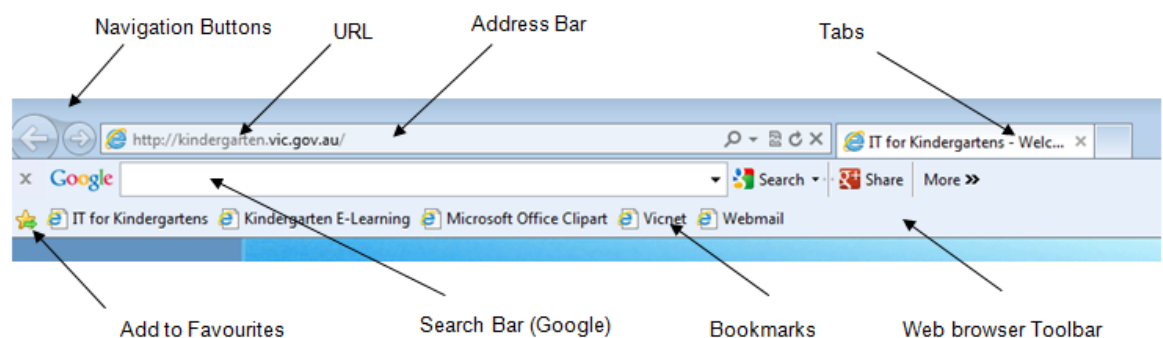 Navigation Buttons URL Address Bar Tabs
http://kindergarten.vic.gov.au/ IT for Kindergartens - Welc...
x Google Search Share More >>
IT for Kindergartens Kindergarten E-Learning Microsoft Office Clipart Vicnet Webmail
Add to Favourites Search Bar (Google) Bookmarks Web browser Toolbar